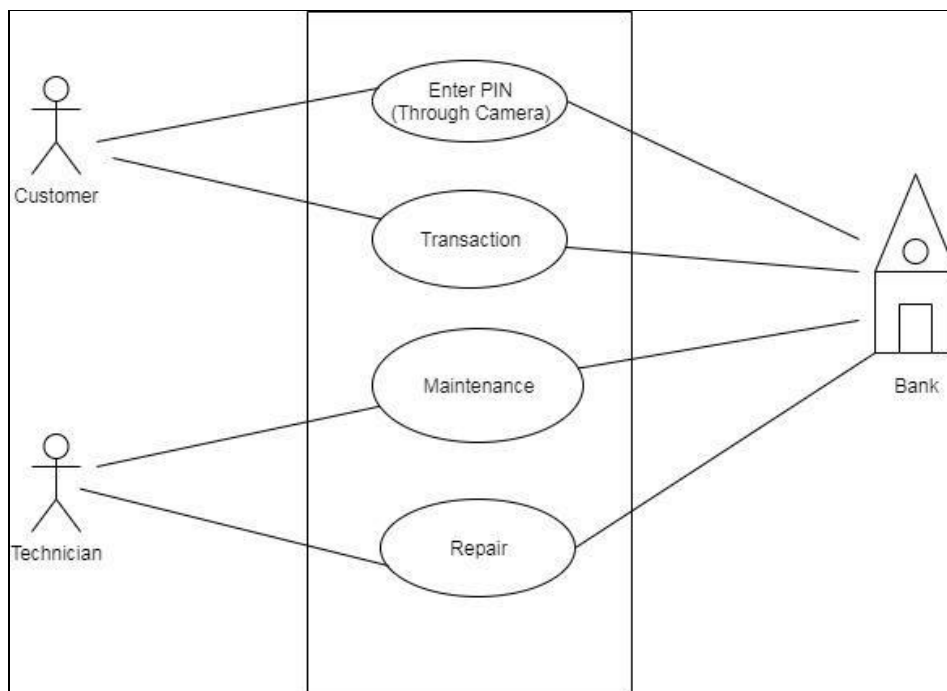 Enter PIN
(Through Camera)
Customer
Transaction
Maintenance
Bank
Technician
Repair